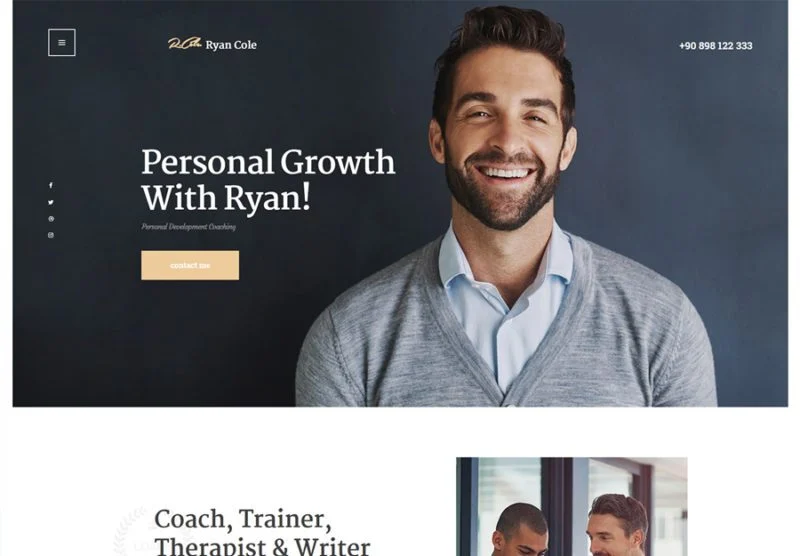 Ryan Cole
+90 898 122 333
Personal Growth
With Ryan!
Personal Development Coaching
contact me
Coach, Trainer,
Therapist & Writer